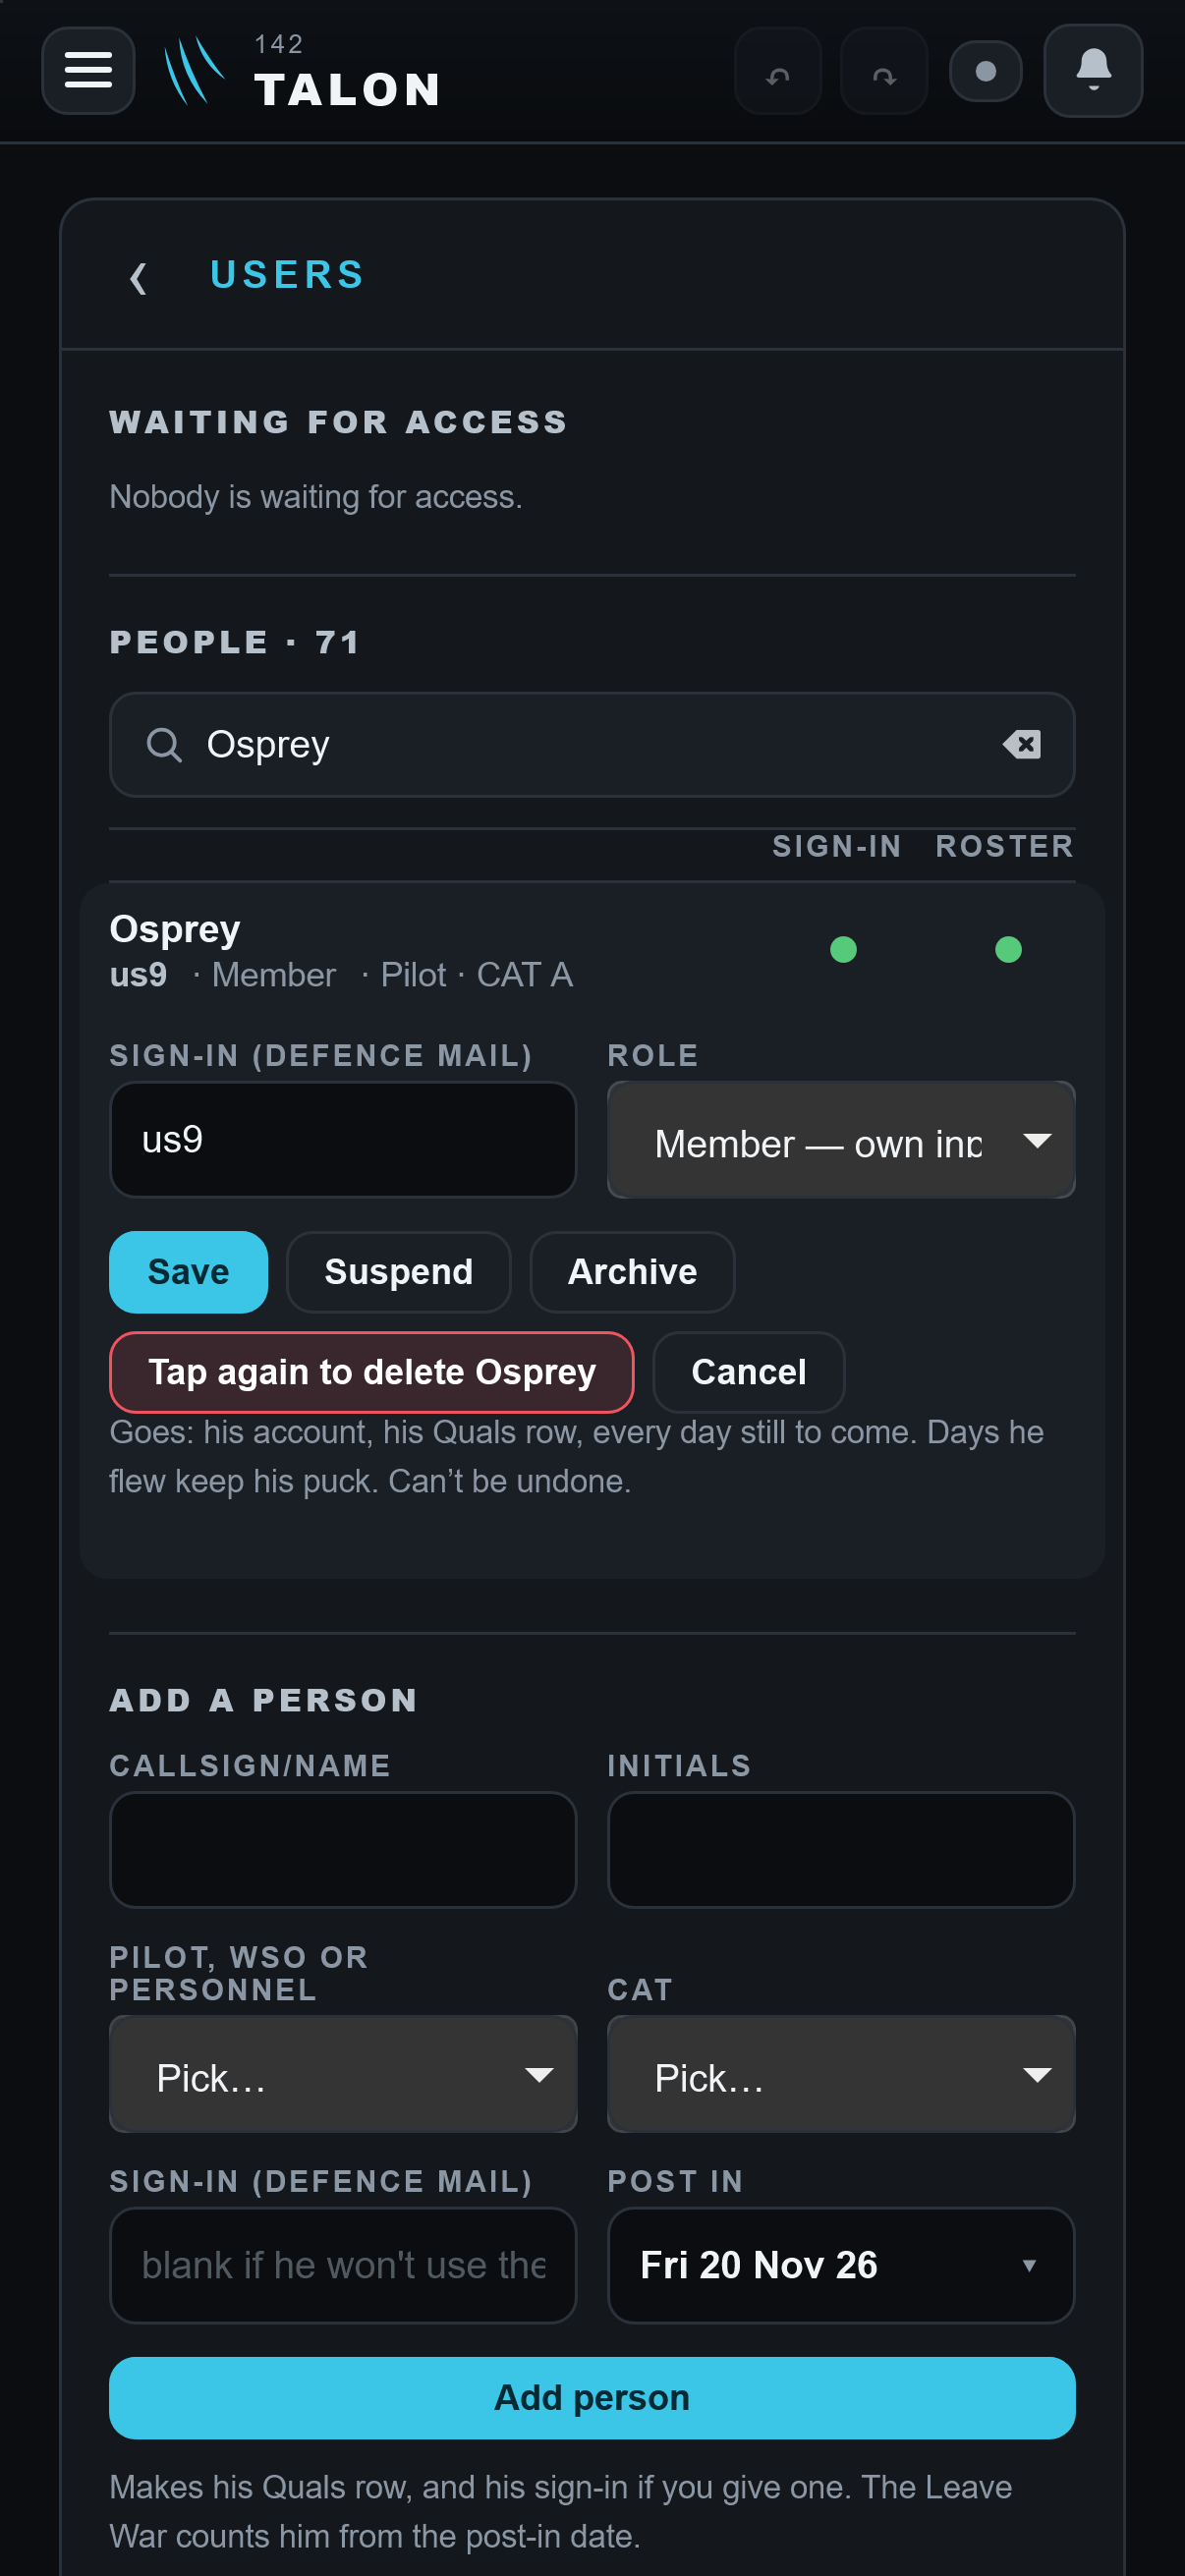 142
TALON
USERS
WAITING FOR ACCESS
Nobody is waiting for access.
PEOPLE · 71
Osprey
SIGN-IN ROSTER
Osprey
us9 · Member · Pilot · CAT A
SIGN-IN (DEFENCE MAIL) ROLE
us9 Member — own
Save Suspend Archive
Tap again to delete Osprey Cancel
Goes: his account, his Quals row, every day still to come. Days he
flew keep his puck. Can’t be undone.
ADD A PERSON
CALLSIGN/NAME INITIALS
PILOT, WSO OR
PERSONNEL CAT
Pick… Pick…
SIGN-IN (DEFENCE MAIL) POST IN
blank if he won't use the Fri 20 Nov 26
Add person
Makes his Quals row, and his sign-in if you give one. The Leave
War counts him from the post-in date.